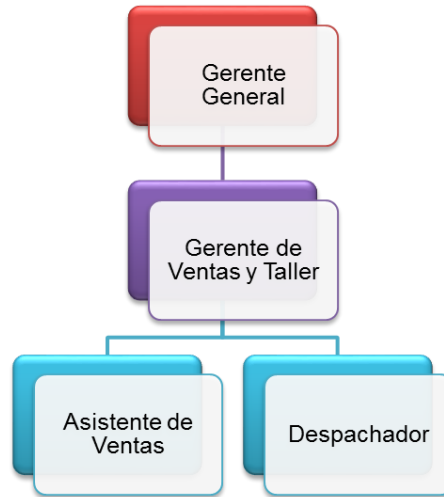 Gerente
General
Gerente de
Ventas y Taller
Asistente de
Ventas
Despachador